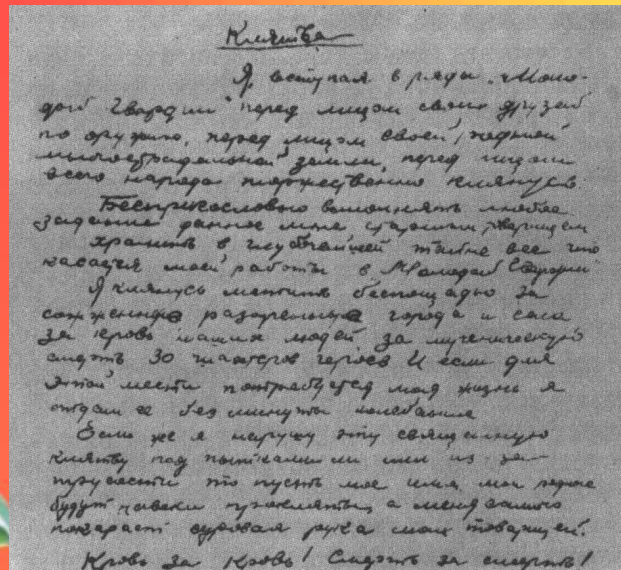 Клятва
Я, вступая в ряды „Моло-
дой Гвардии" перед лицом своих друзей
по оружию, перед лицом своей родной
многострадальной земли, перед лицом
всего народа торжественно клянусь
Беспрекословно выполнять любое
задание данное мне старшим товарищем
хранить в глубочайшей тайне все что
касается моей работы в Молодой Гвардии
Я клянусь мстить беспощадно за
сожженные разоренные города и села
за кровь наших людей за мученическую
смерть 30 шахтеров героев И если для
этой мести потребуется моя жизнь я
отдам ее без минуты колебания
Если же я нарушу эту священную
клятву под пытками ли или из-за
трусости то пусть мое имя, мои родные
будут навеки прокляты, а меня самого
покарает суровая рука моих товарищей.
Кровь за кровь! Смерть за смерть!